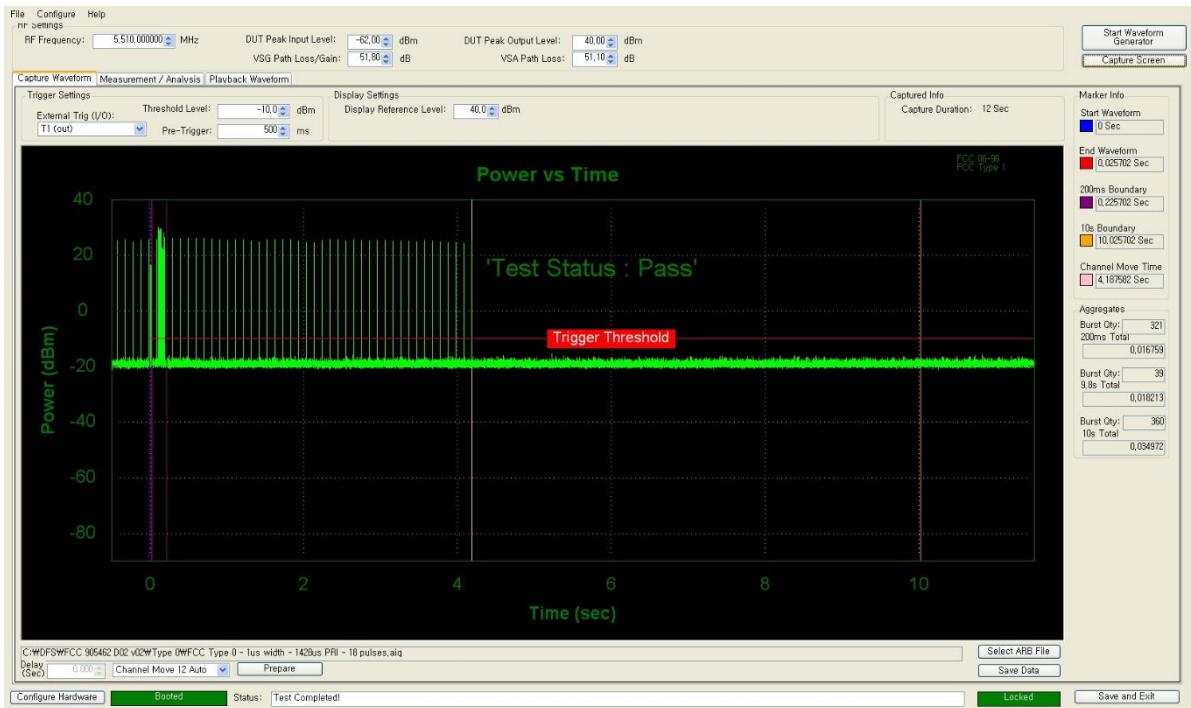 File Configure Help
RF Settings
RF Frequency: 5,510,000000 MHz DUT Peak Input Level: -62,00 dBm DUT Peak Output Level: 40,00 dBm
VSG Path Loss/Gain: 51,80 dB VSA Path Loss: 51,10 dB
Start Waveform Generator
Capture Screen
Capture Waveform Measurement / Analysis Playback Waveform
Trigger Settings
External Trig (I/O):
T1 (out)
Threshold Level: -10,0 dBm
Pre-Trigger: 500 ms
Display Settings
Display Reference Level: 40,0 dBm
Captured Info
Capture Duration: 12 Sec
Power vs Time
FCC 06-96
FCC Type 1
40
20
0
-20
-40
-60
-80
Power (dBm)
'Test Status : Pass'
Trigger Threshold
0 2 4 6 8 10
Time (sec)
Marker Info
Start Waveform
0 Sec
End Waveform
0,025702 Sec
200ms Boundary
0,225702 Sec
10s Boundary
10,025702 Sec
Channel Move Time
4,187582 Sec
Aggregates
Burst Qty: 321
200ms Total
0,016759
Burst Qty: 39
9,8s Total
0,018213
Burst Qty: 360
10s Total
0,034972
C:₩DFS₩FCC 905462 D02 v02₩Type 0₩FCC Type 0 - 1us width - 1428us PRI - 18 pulses,aiq
Select ARB File
Delay (Sec) 0,000 Channel Move 12 Auto Prepare
Save Data
Configure Hardware Booted Status: Test Completed! Locked Save and Exit